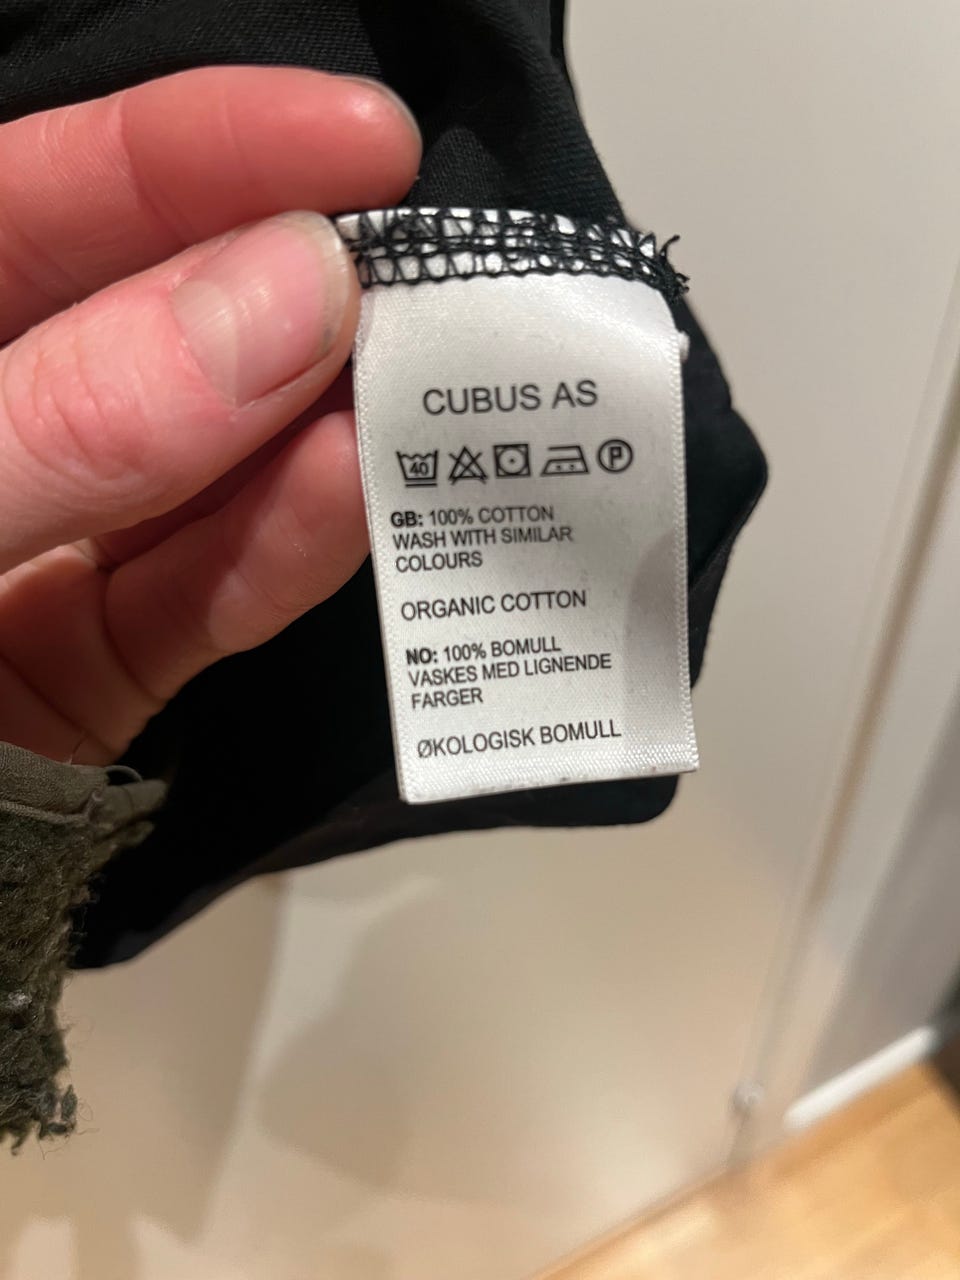 CUBUS AS
40 P
GB: 100% COTTON
WASH WITH SIMILAR
COLOURS
ORGANIC COTTON
NO: 100% BOMULL
VASKES MED LIGNENDE
FARGER
ØKOLOGISK BOMULL